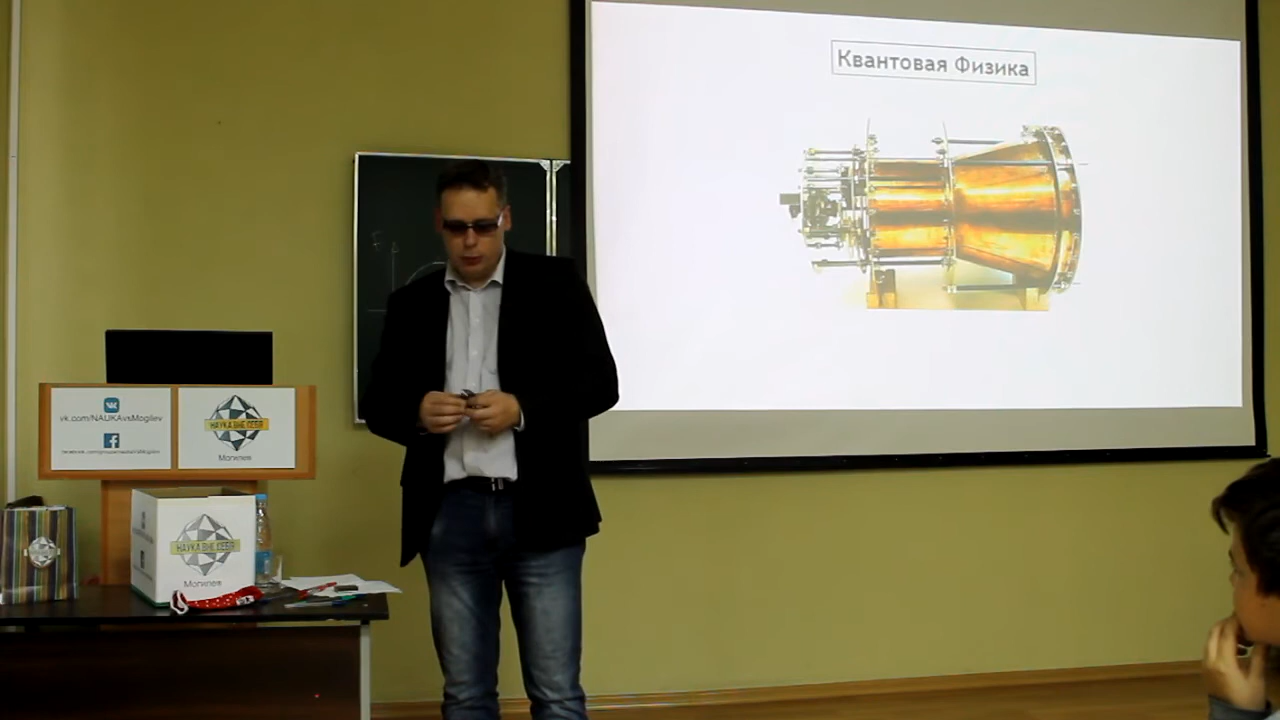 Квантовая Физика
vk.com/NAUKAvsMogilev
НАУКА ВНЕ СЕБЯ
Могилев
НАУКА ВНЕ СЕБЯ
Могилев